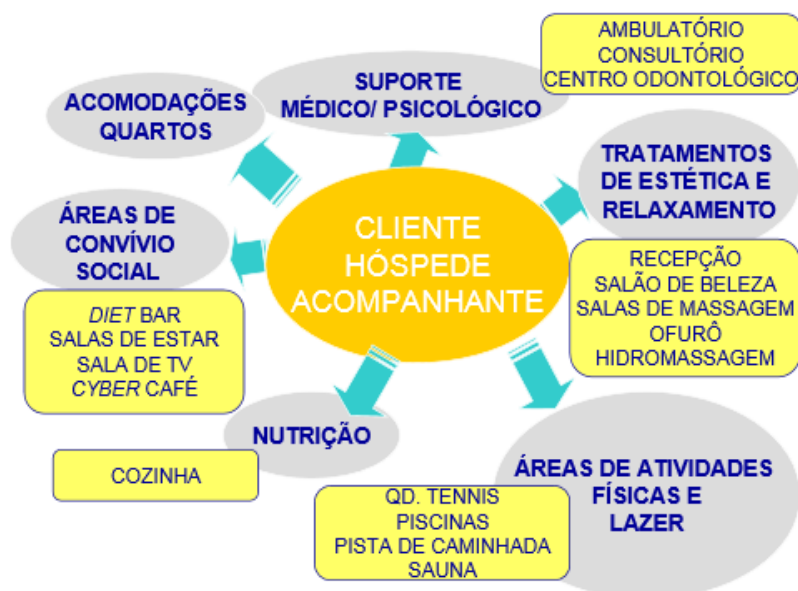 AMBULATÓRIO
CONSULTÓRIO
CENTRO ODONTOLÓGICO
SUPORTE
MÉDICO/ PSICOLÓGICO
ACOMODAÇÕES
QUARTOS
TRATAMENTOS
DE ESTÉTICA E
RELAXAMENTO
ÁREAS DE
CONVÍVIO
SOCIAL
CLIENTE
HÓSPEDE
ACOMPANHANTE
RECEPÇÃO
SALÃO DE BELEZA
SALAS DE MASSAGEM
OFURÔ
HIDROMASSAGEM
DIET BAR
SALAS DE ESTAR
SALA DE TV
CYBER CAFÉ
NUTRIÇÃO
COZINHA
ÁREAS DE ATIVIDADES
FÍSICAS E
LAZER
QD. TENNIS
PISCINAS
PISTA DE CAMINHADA
SAUNA